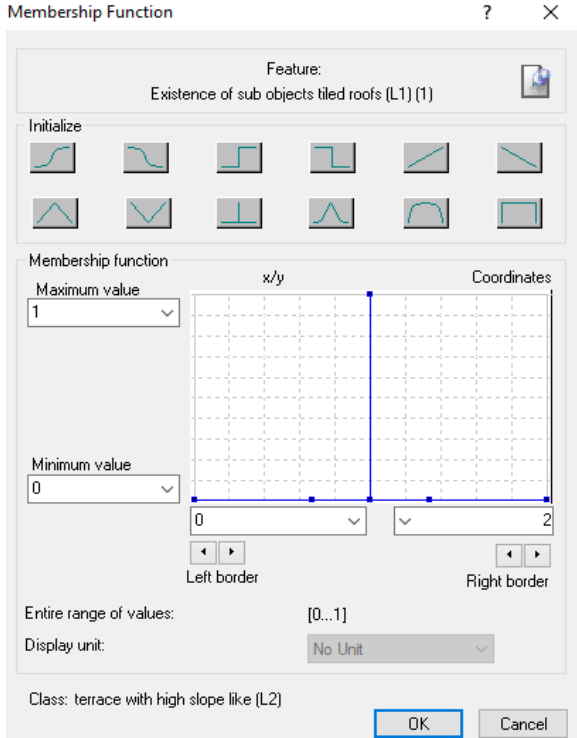 Membership Function ? ×
Feature:
Existence of sub objects tiled roofs (L1) (1)
Initialize
Membership function
x/y Coordinates
Maximum value
1
Minimum value
0
0 2
Left border Right border
Entire range of values: [0...1]
Display unit: No Unit
Class: terrace with high slope like (L2)
OK Cancel